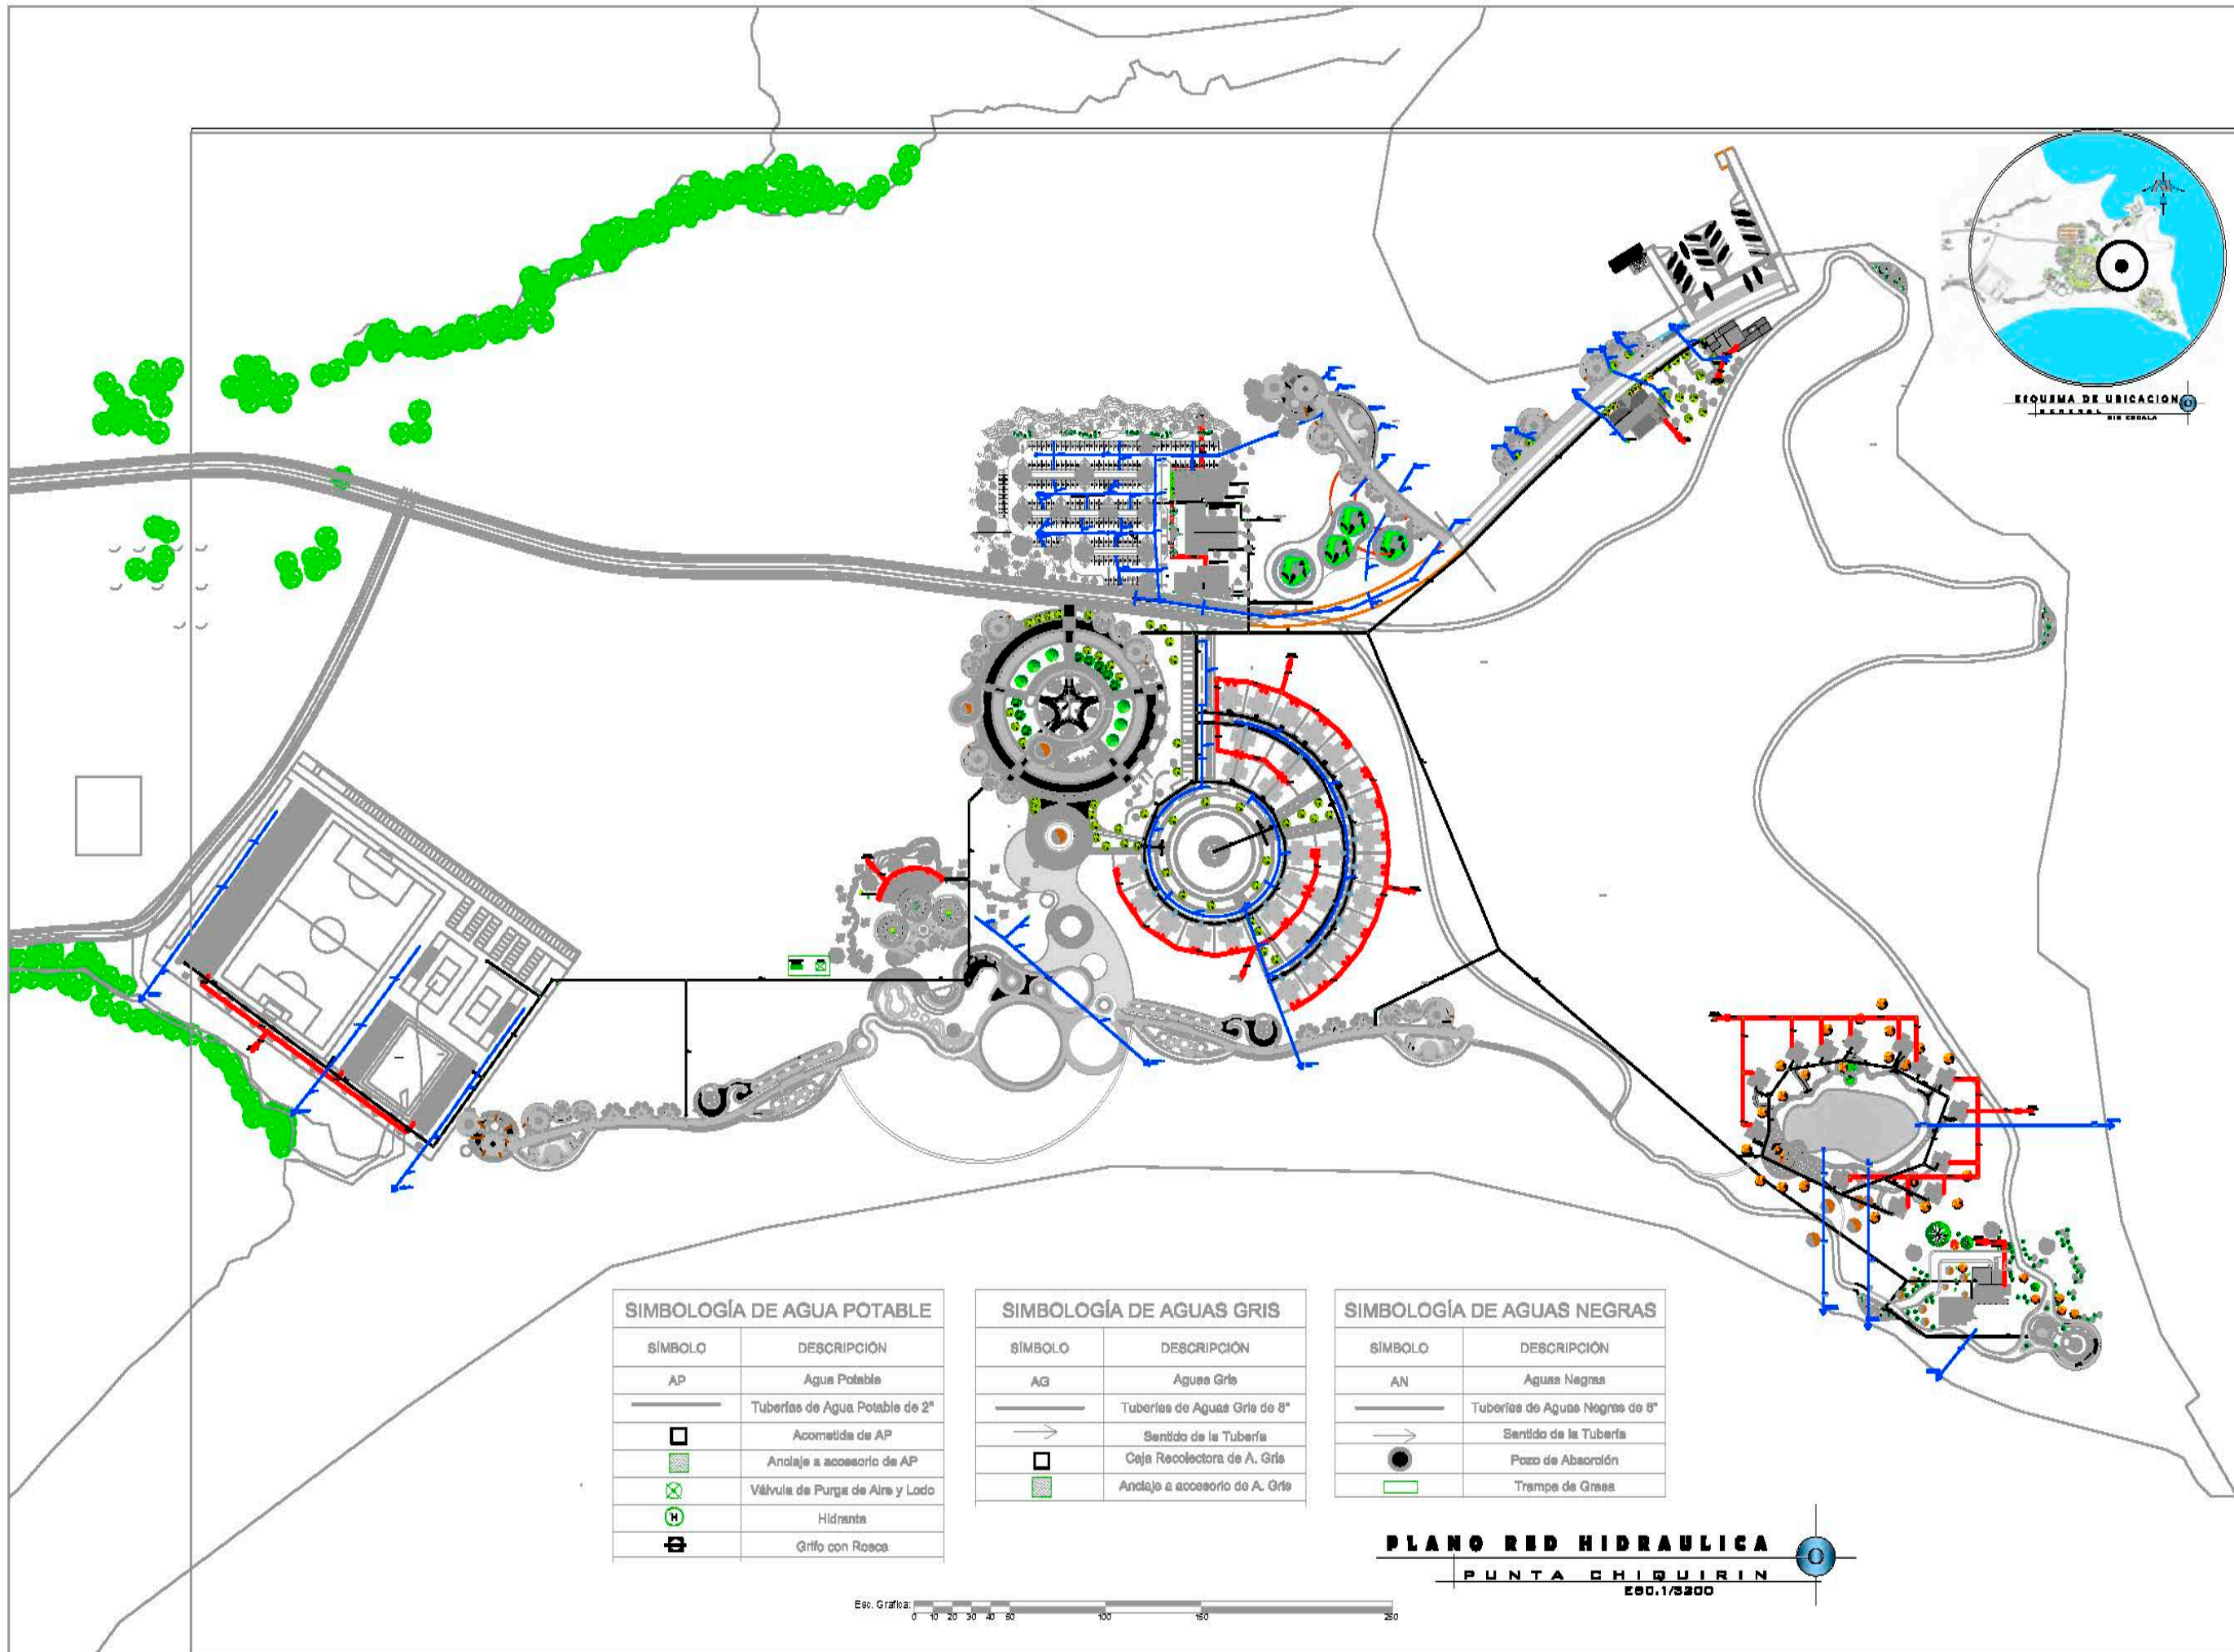 ESQUEMA DE UBICACION
GENERAL
SIN ESCALA
SIMBOLOGÍA DE AGUA POTABLE
SÍMBOLO DESCRIPCIÓN
AP Agua Potable
Tuberías de Agua Potable de 2"
Acometida de AP
Anclaje a accesorio de AP
Válvula de Purga de Aire y Lodo
H Hidrante
Grifo con Rosca
SIMBOLOGÍA DE AGUAS GRIS
SÍMBOLO DESCRIPCIÓN
AG Aguas Gris
Tuberías de Aguas Gris de 8"
Sentido de la Tubería
Caja Recolectora de A. Gris
Anclaje a accesorio de A. Gris
SIMBOLOGÍA DE AGUAS NEGRAS
SÍMBOLO DESCRIPCIÓN
AN Aguas Negras
Tuberías de Aguas Negras de 8"
Sentido de la Tubería
Pozo de Absorción
Trampa de Grasa
PLANO RED HIDRAULICA
PUNTA CHIQUIRIN
Esc. Grafica:
0 10 20 30 40 50 100 150 250